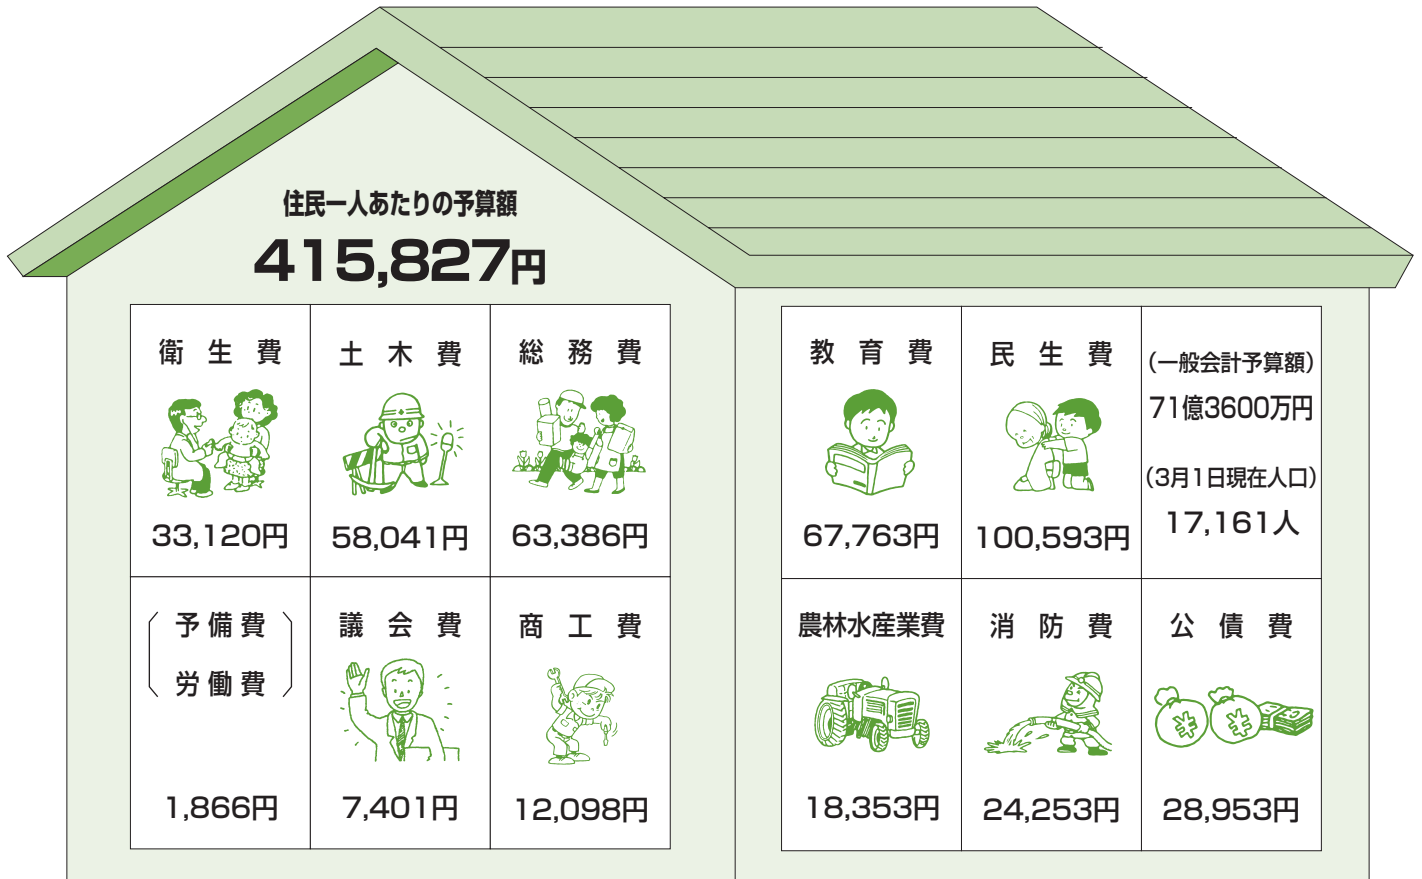 住民一人あたりの予算額
415,827円
衛生費
33,120円
土木費
58,041円
総務費
63,386円
教育費
67,763円
民生費
100,593円
(一般会計予算額)
71億3600万円
(3月1日現在人口)
17,161人
予備費
労働費
1,866円
議会費
7,401円
商工費
12,098円
農林水産業費
18,353円
消防費
24,253円
公債費
¥ ¥
28,953円